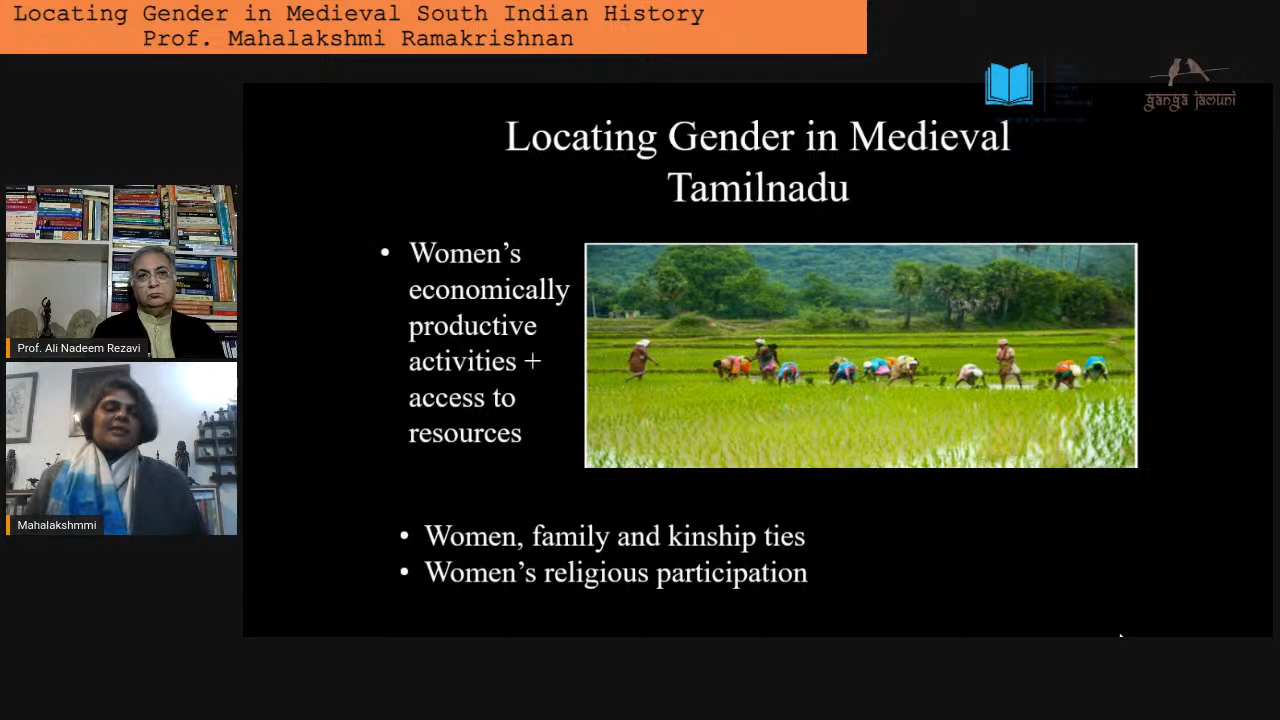 Locating Gender in Medieval South Indian History
Prof. Mahalakshmi Ramakrishnan
ganga jamuni
Locating Gender in Medieval
Tamilnadu
• Women's
economically
productive
activities +
access to
resources
Prof. Ali Nadeem Rezavi
Mahalakshmmi
• Women, family and kinship ties
• Women's religious participation